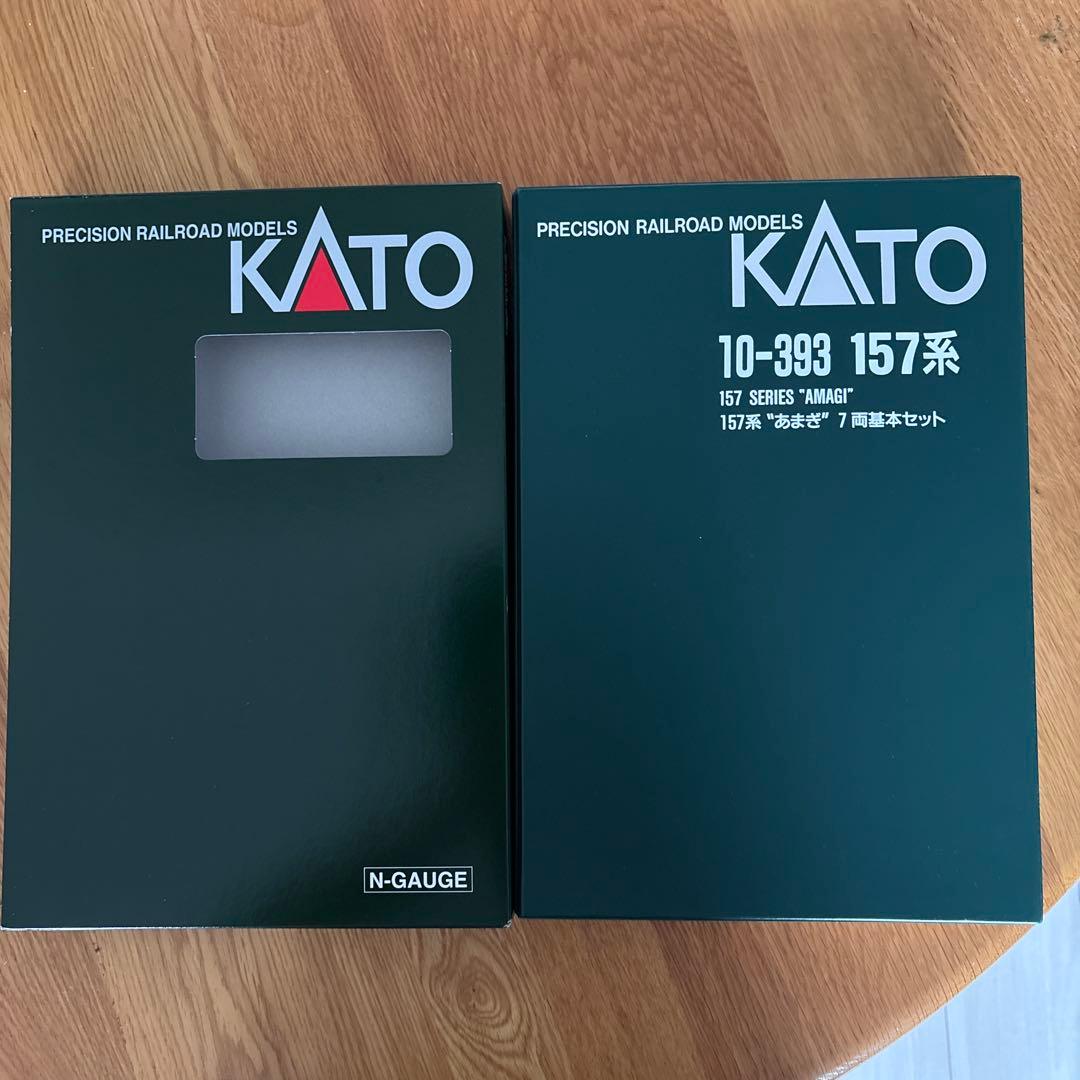 PRECISION RAILROAD MODELS
KATO
N-GAUGE
PRECISION RAILROAD MODELS
KATO
10-393 157系
157 SERIES "AMAGI"
157系 "あまぎ" 7両基本セット